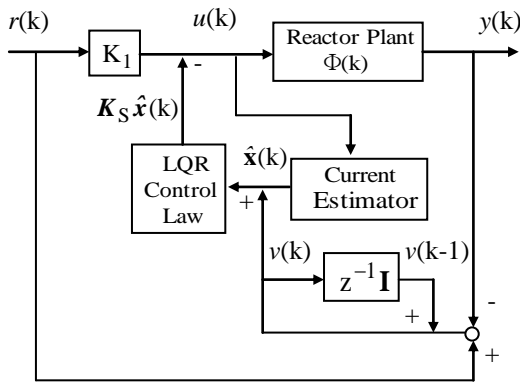 r(k)
u(k)
y(k)
K₁
Reactor Plant
Φ(k)
-
K_S x̂(k)
LQR
Control
Law
x̂(k)
+
Current
Estimator
v(k)
v(k-1)
z⁻¹ I
+
-
+